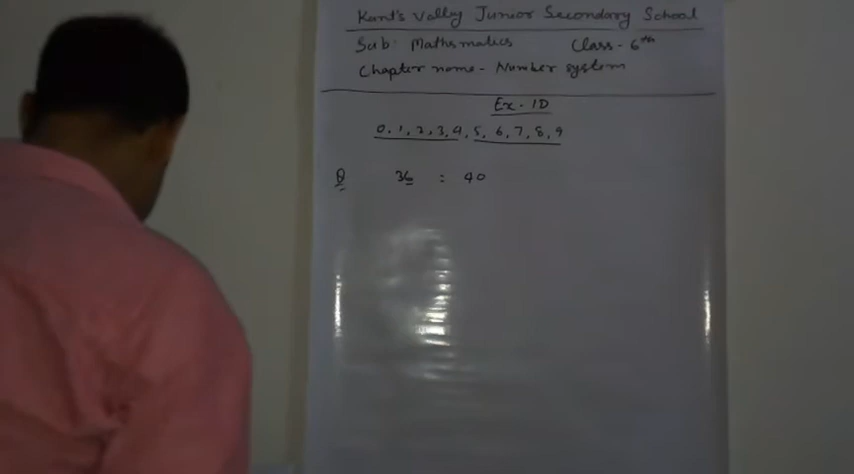 Kant's Valley Junior Secondary School
Sub: Mathematics Class - 6th
Chapter name - Number system
Ex. 1D
0, 1, 2, 3, 4, 5, 6, 7, 8, 9
Q 36 : 40